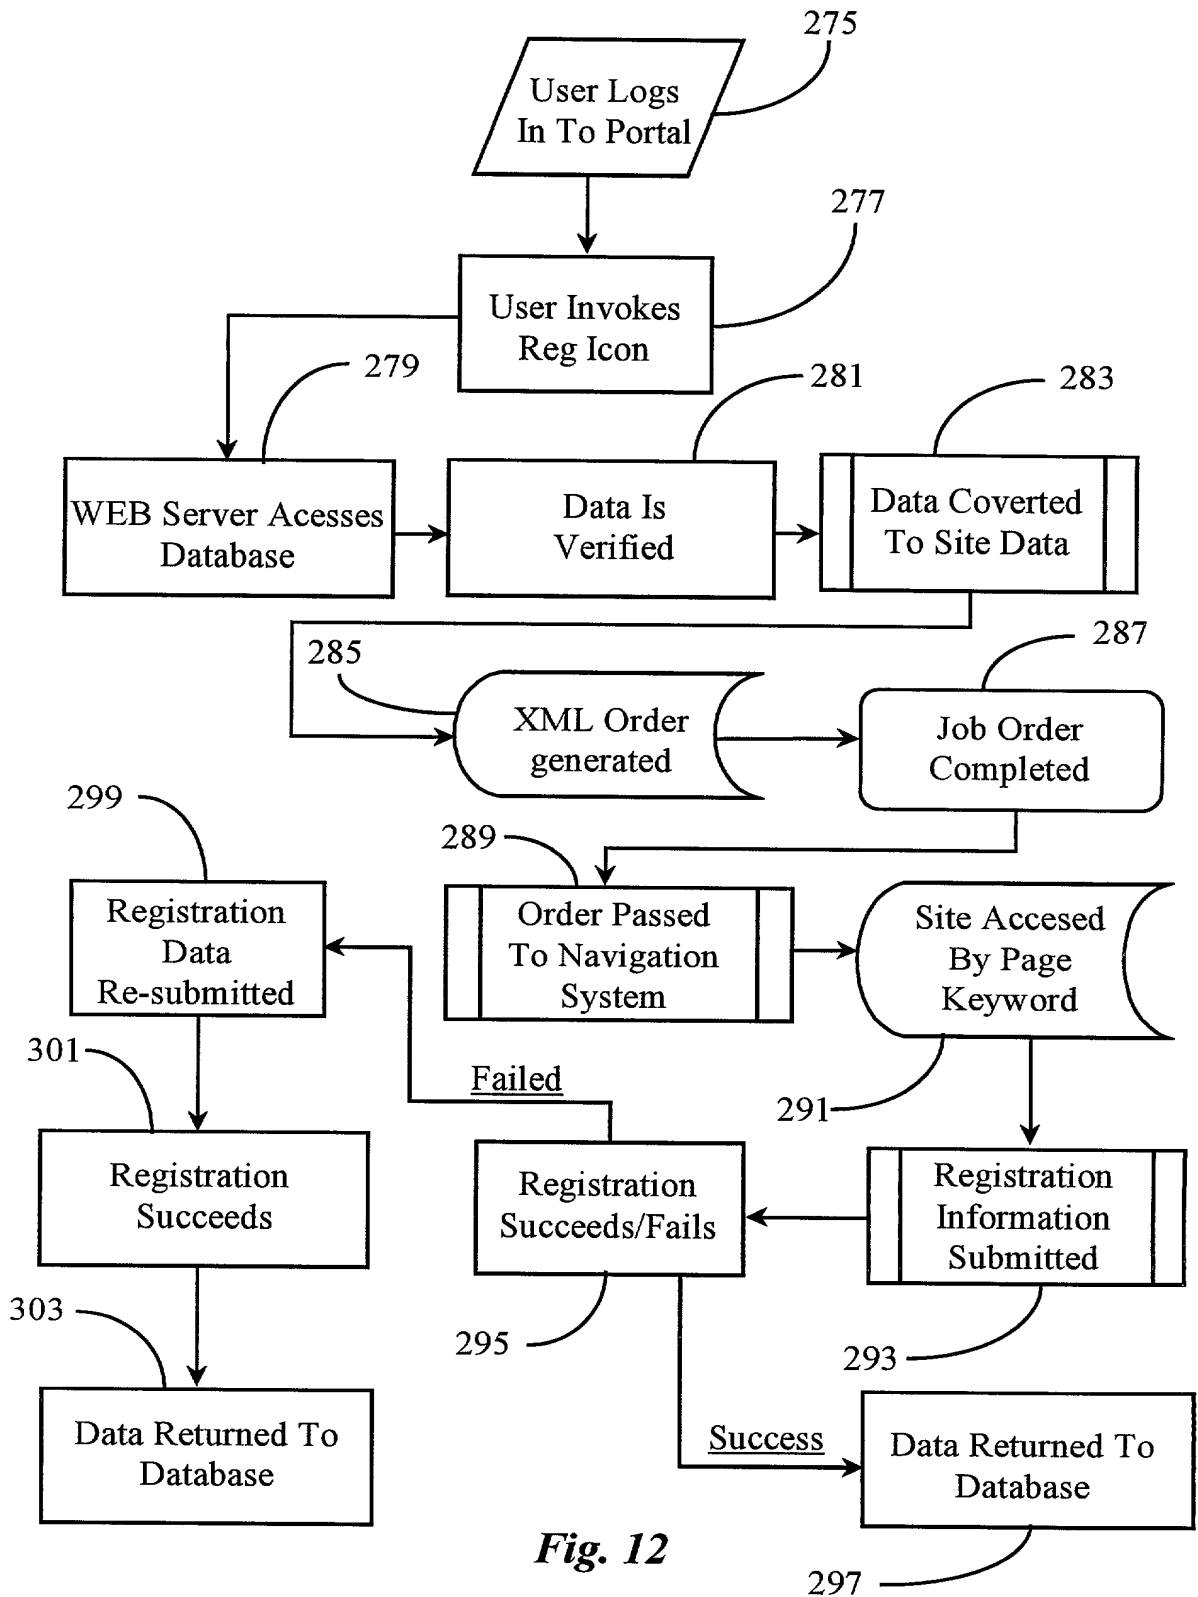 275
User Logs
In To Portal
277
User Invokes
Reg Icon
279
281
283
WEB Server Acesses
Database
Data Is
Verified
Data Coverted
To Site Data
285
287
XML Order
generated
Job Order
Completed
299
289
Registration
Data
Re-submitted
Order Passed
To Navigation
System
Site Accesed
By Page
Keyword
301
Failed
291
Registration
Succeeds
Registration
Succeeds/Fails
Registration
Information
Submitted
303
295
293
Data Returned To
Database
Success
Data Returned To
Database
Fig. 12
297